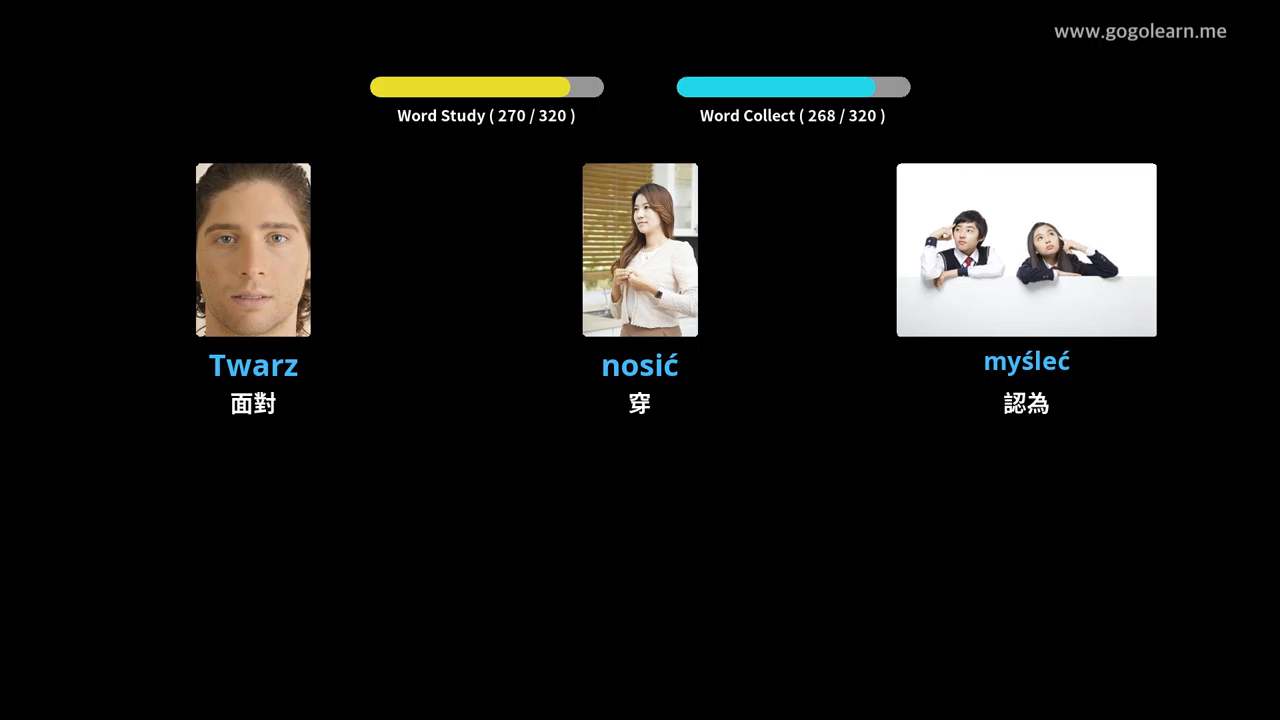 www.gogolearn.me
Word Study ( 270 / 320 )
Word Collect ( 268 / 320 )
Twarz
面對
nosić
穿
myśleć
認為